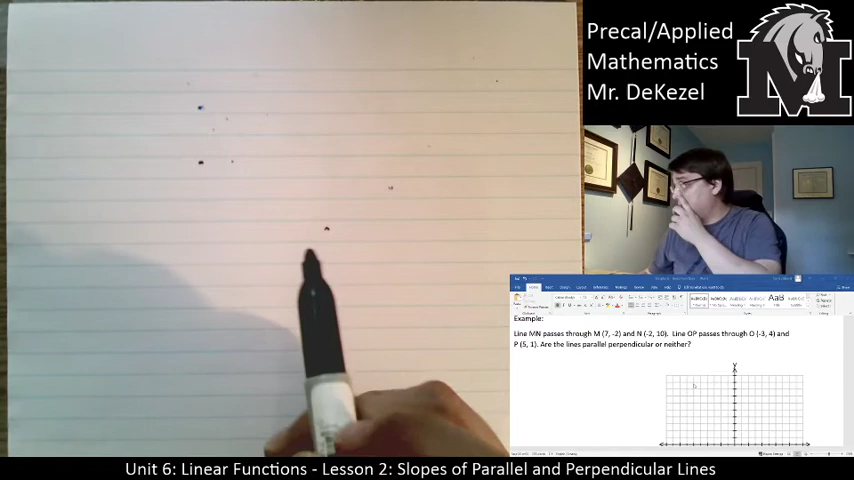 Precal/Applied
Mathematics
Mr. DeKezel
M
Example:
Line MN passes through M (7, -2) and N (-2, 10). Line OP passes through O (-3, 4) and
P (5, 1). Are the lines parallel perpendicular or neither?
Y
Unit 6: Linear Functions - Lesson 2: Slopes of Parallel and Perpendicular Lines